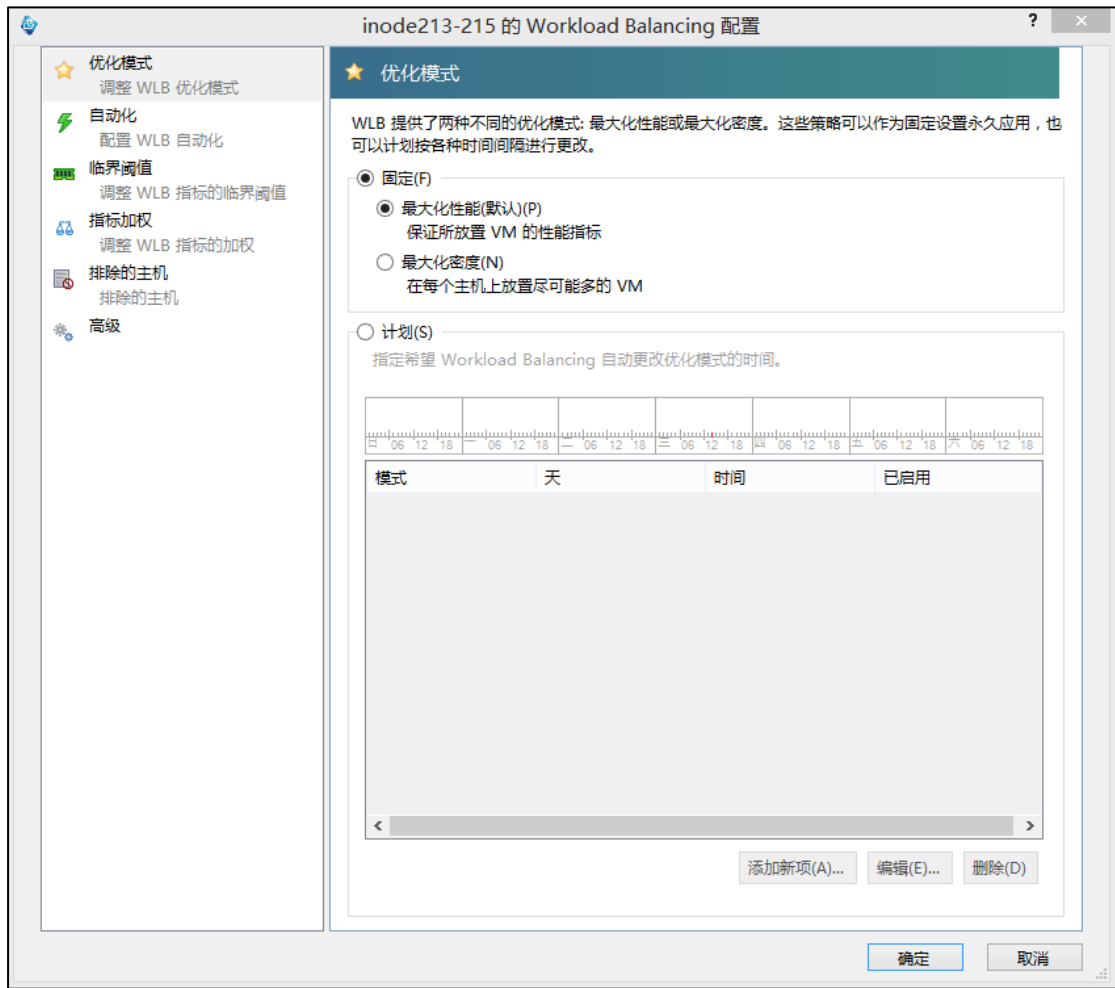 inode213-215 的 Workload Balancing 配置
?
优化模式
调整 WLB 优化模式
自动化
配置 WLB 自动化
临界阈值
调整 WLB 指标的临界阈值
指标加权
调整 WLB 指标的加权
排除的主机
排除的主机
高级
优化模式
WLB 提供了两种不同的优化模式: 最大化性能或最大化密度。这些策略可以作为固定设置永久应用，也
可以计划按各种时间间隔进行更改。
固定(F)
最大化性能(默认)(P)
保证所放置 VM 的性能指标
最大化密度(N)
在每个主机上放置尽可能多的 VM
计划(S)
指定希望 Workload Balancing 自动更改优化模式的时间。
日 06 12 18 一 06 12 18 二 06 12 18 三 06 12 18 四 06 12 18 五 06 12 18 六 06 12 18
模式 天 时间 已启用
添加新项(A)... 编辑(E)... 删除(D)
确定 取消